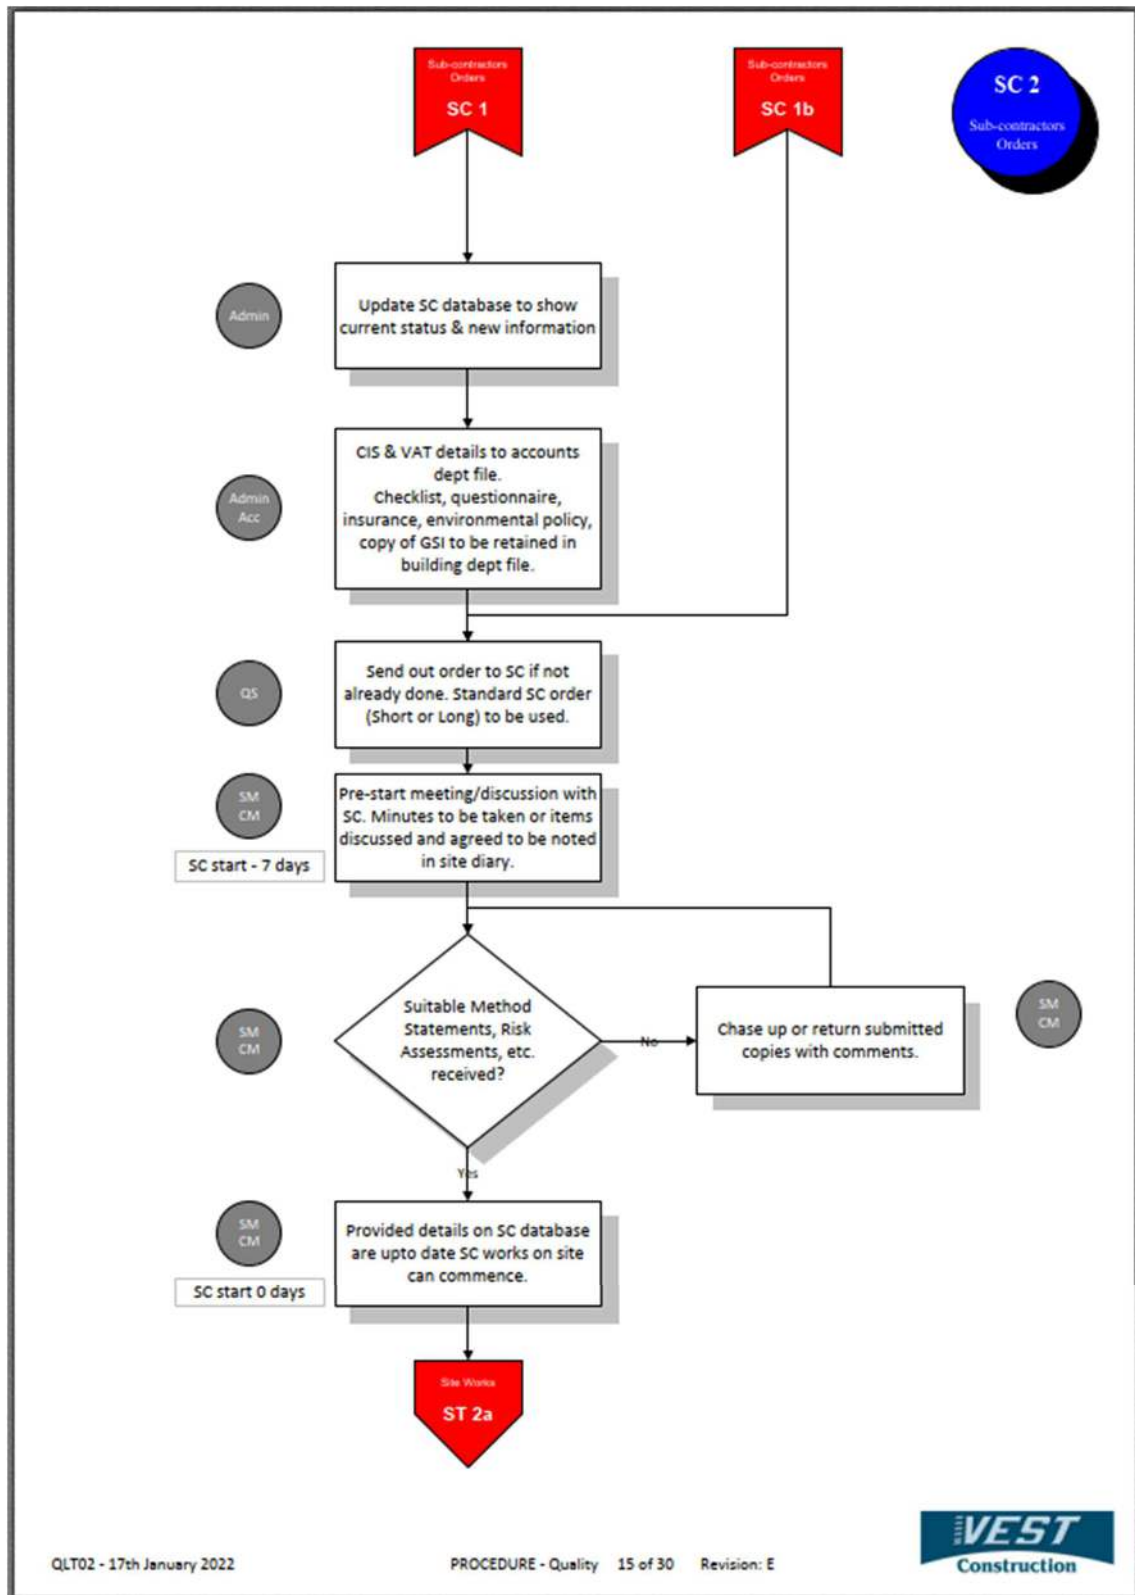 Sub-contractors
Orders
SC 1
Sub-contractors
Orders
SC 1b
SC 2
Sub-contractors
Orders
Admin
Update SC database to show
current status & new information
Admin
Acc
CIS & VAT details to accounts
dept file.
Checklist, questionnaire,
insurance, environmental policy,
copy of GSI to be retained in
building dept file.
QS
Send out order to SC if not
already done. Standard SC order
(Short or Long) to be used.
SM
CM
SC start - 7 days
Pre-start meeting/discussion with
SC. Minutes to be taken or items
discussed and agreed to be noted
in site diary.
SM
CM
Suitable Method
Statements, Risk
Assessments, etc.
received?
No
Chase up or return submitted
copies with comments.
SM
CM
Yes
SM
CM
SC start 0 days
Provided details on SC database
are upto date SC works on site
can commence.
Site Works
ST 2a
VEST
Construction
QLT02 - 17th January 2022
PROCEDURE - Quality 15 of 30 Revision: E